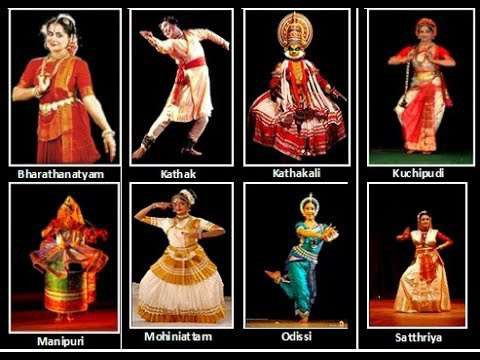 Bharathanatyam
Kathak
Kathakali
Kuchipudi
Manipuri
Mohiniattam
Odissi
Satthriya